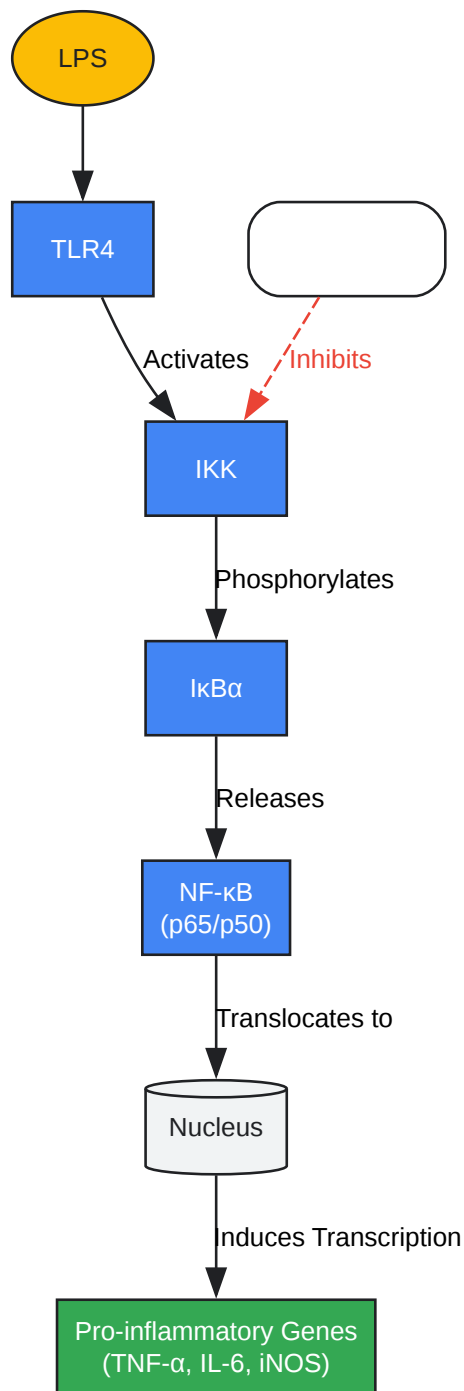 LPS
TLR4
Activates
Inhibits
IKK
Phosphorylates
IκBα
Releases
NF-κB
(p65/p50)
Translocates to
Nucleus
Induces Transcription
Pro-inflammatory Genes
(TNF-α, IL-6, iNOS)